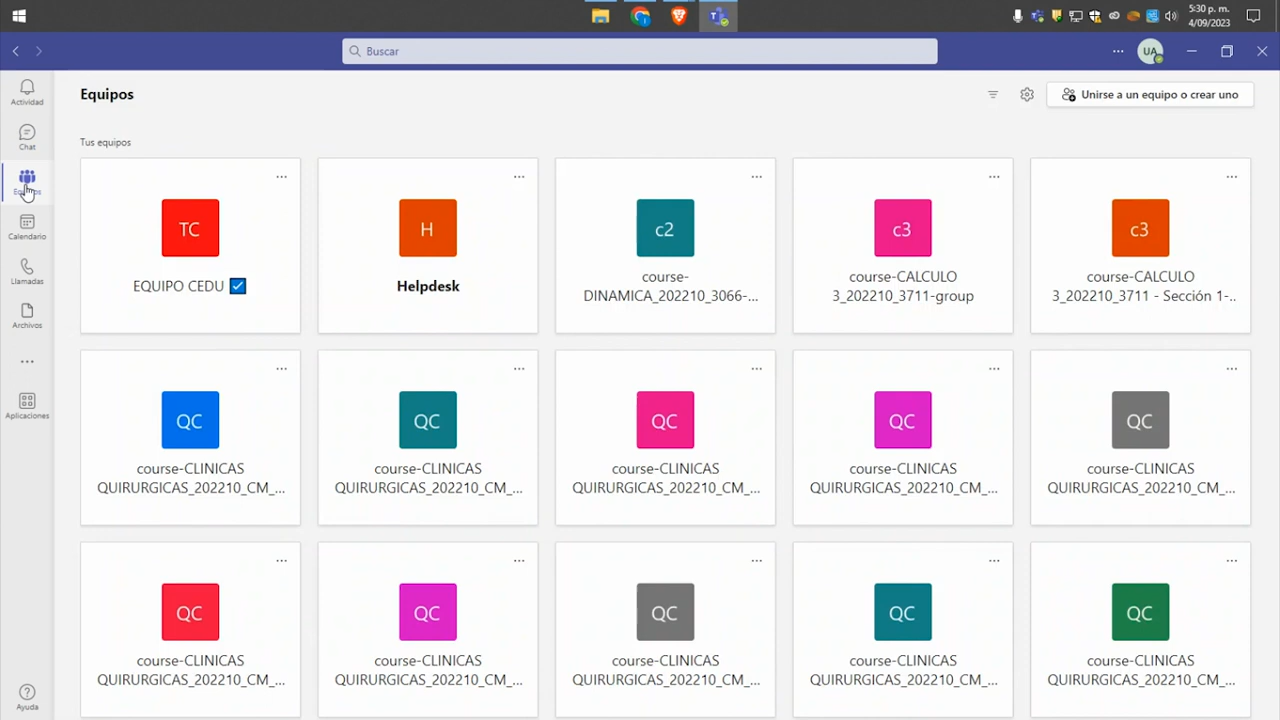 5:30 p. m.
4/09/2023
Buscar
UA
Actividad
Chat
Equipos
Calendario
Llamadas
Archivos
Aplicaciones
Ayuda
Equipos
Unirse a un equipo o crear uno
Tus equipos
TC
EQUIPO CEDU
H
Helpdesk
c2
course-
DINAMICA_202210_3066-...
c3
course-CALCULO
3_202210_3711-group
c3
course-CALCULO
3_202210_3711 - Sección 1-..
QC
course-CLINICAS
QUIRURGICAS_202210_CM_...
QC
course-CLINICAS
QUIRURGICAS_202210_CM_...
QC
course-CLINICAS
QUIRURGICAS_202210_CM_...
QC
course-CLINICAS
QUIRURGICAS_202210_CM_...
QC
course-CLINICAS
QUIRURGICAS_202210_CM_...
QC
course-CLINICAS
QUIRURGICAS_202210_CM_...
QC
course-CLINICAS
QUIRURGICAS_202210_CM_...
QC
course-CLINICAS
QUIRURGICAS_202210_CM_...
QC
course-CLINICAS
QUIRURGICAS_202210_CM_...
QC
course-CLINICAS
QUIRURGICAS_202210_CM_...